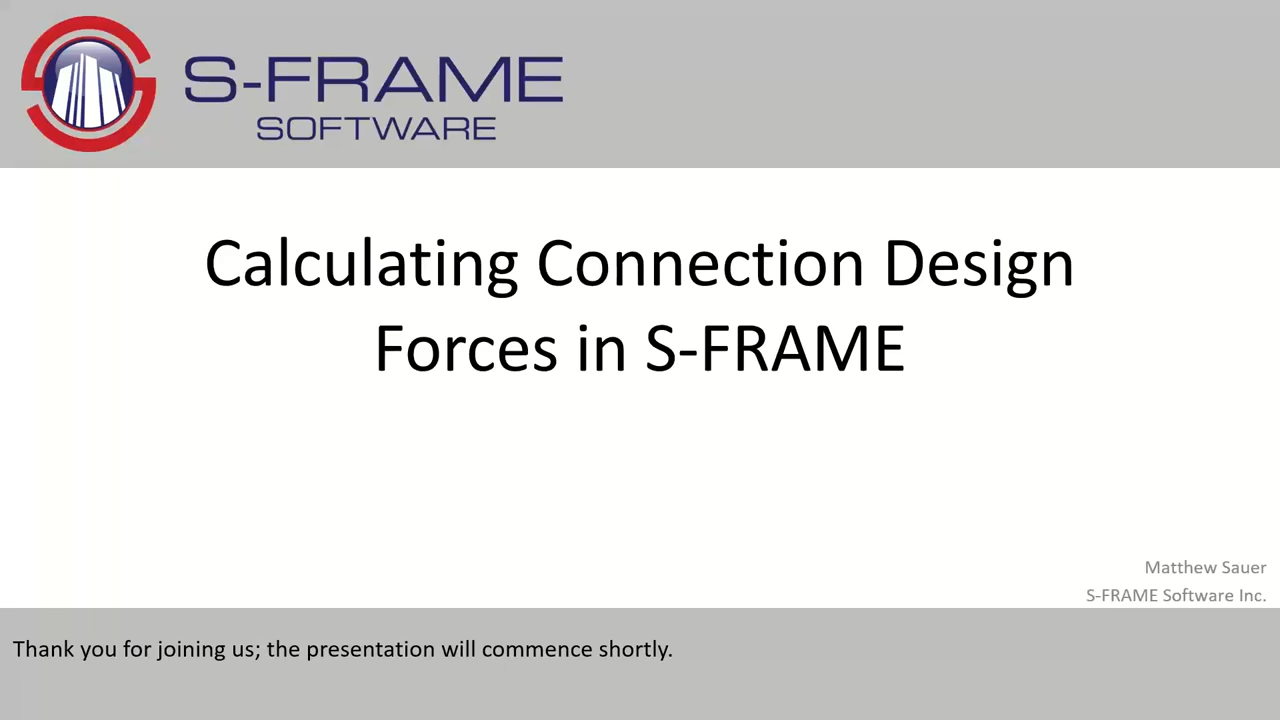 S-FRAME
SOFTWARE
Calculating Connection Design
Forces in S-FRAME
Matthew Sauer
S-FRAME Software Inc.
Thank you for joining us; the presentation will commence shortly.